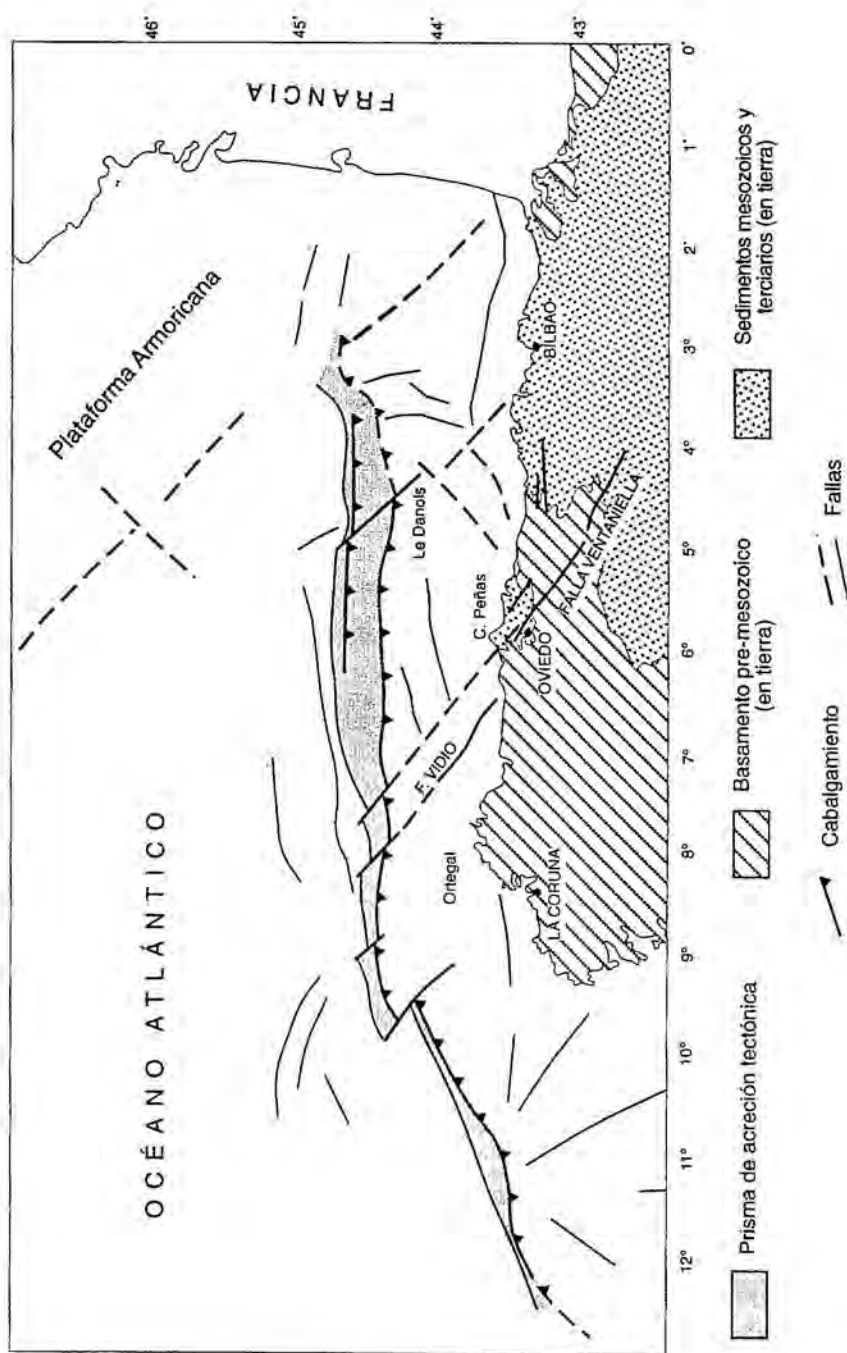 OCÉANO ATLÁNTICO
Plataforma Armoricana
FRANCIA
46'
45'
44'
43'
Le Danols
C. Peñas
F. VIDIO
Ortegal
BILBAO
OVIEDO
FALLA VENTANIELLA
LA CORUÑA
12°
11°
10°
9°
8°
7°
6°
5°
4°
3°
2°
1°
0°
Prisma de acreción tectónica
Basamento pre-mesozoico
(en tierra)
Sedimentos mesozoicos y
terciarios (en tierra)
Cabalgamiento
Fallas